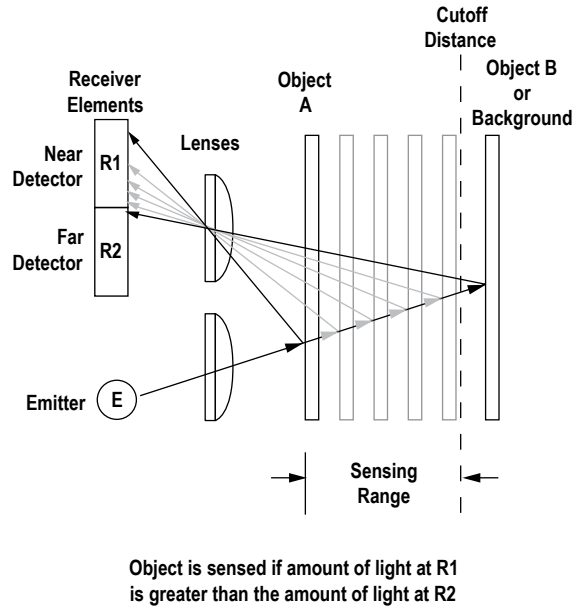 Cutoff
Distance
Receiver
Elements
Object
A
Object B
or
Background
Near
Detector
R1
Lenses
Far
Detector
R2
Emitter
E
Sensing
Range
Object is sensed if amount of light at R1
is greater than the amount of light at R2